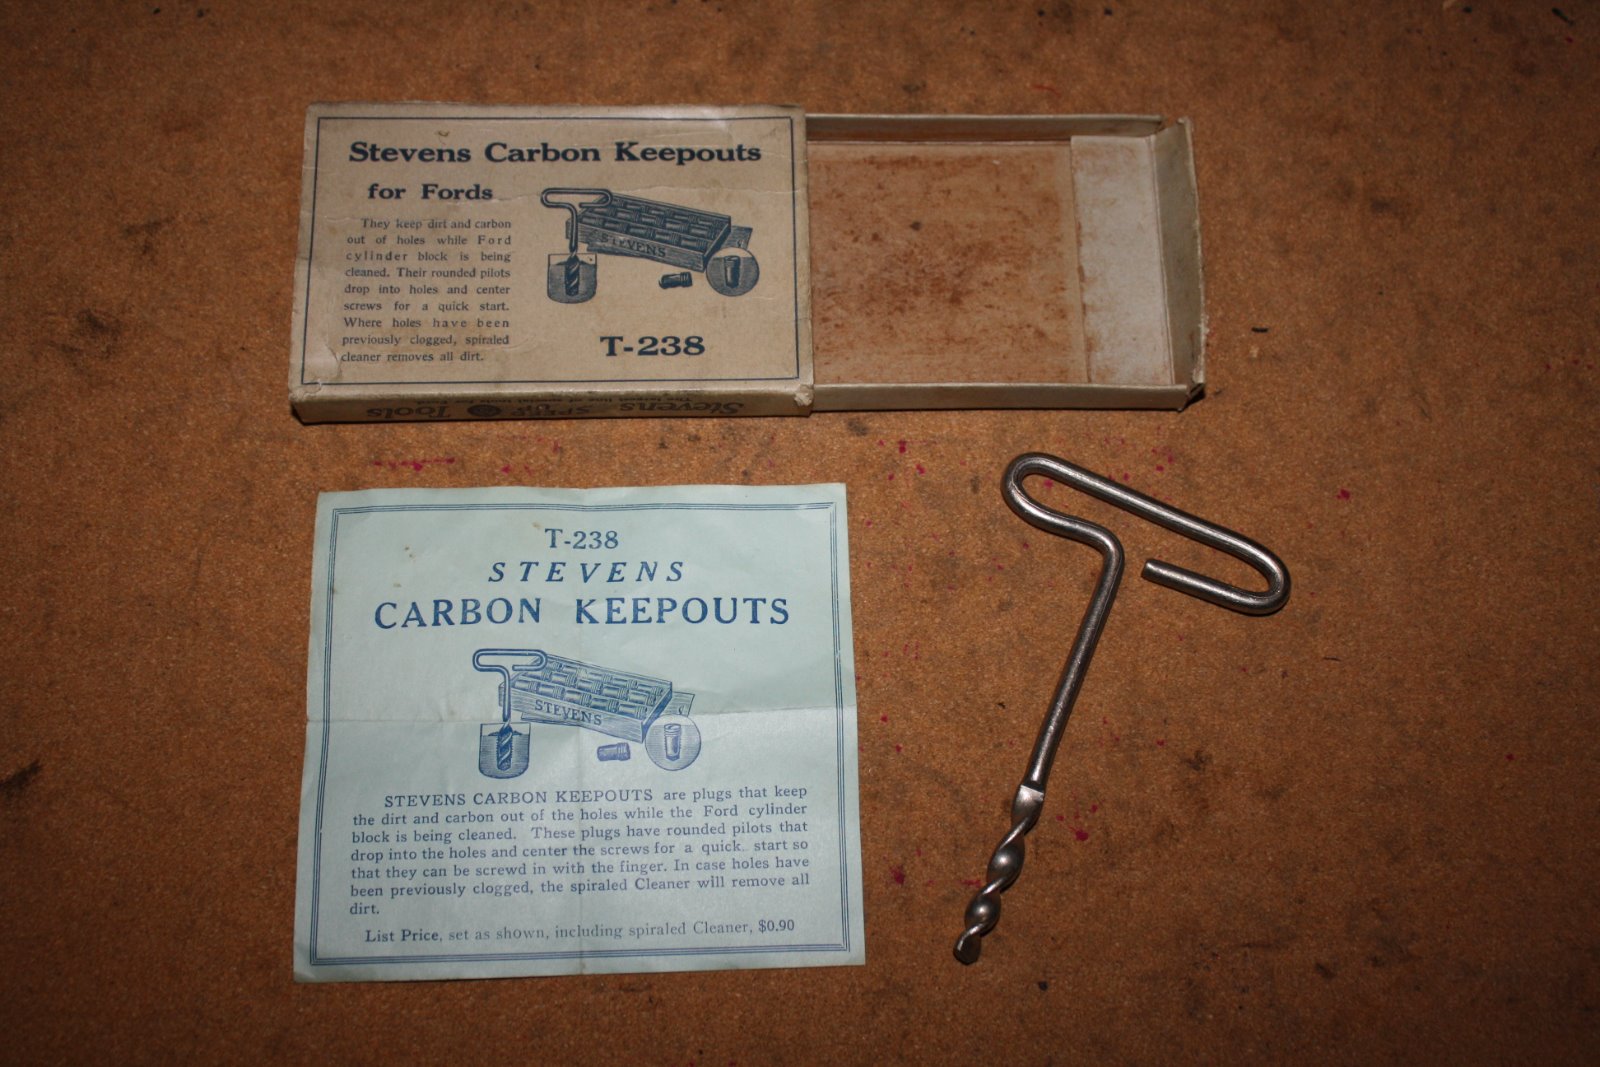 Stevens Carbon Keepouts
for Fords
They keep dirt and carbon
out of holes while Ford
cylinder block is being
cleaned. Their rounded pilots
drop into holes and center
screws for a quick start.
Where holes have been
previously clogged, spiraled
cleaner removes all dirt.
STEVENS
T-238
Stevens SPEED UP Tools
T-238
STEVENS
CARBON KEEPOUTS
STEVENS
STEVENS CARBON KEEPOUTS are plugs that keep
the dirt and carbon out of the holes while the Ford cylinder
block is being cleaned. These plugs have rounded pilots that
drop into the holes and center the screws for a quick start so
that they can be screwd in with the finger. In case holes have
been previously clogged, the spiraled Cleaner will remove all
dirt.
List Price, set as shown, including spiraled Cleaner, $0.90